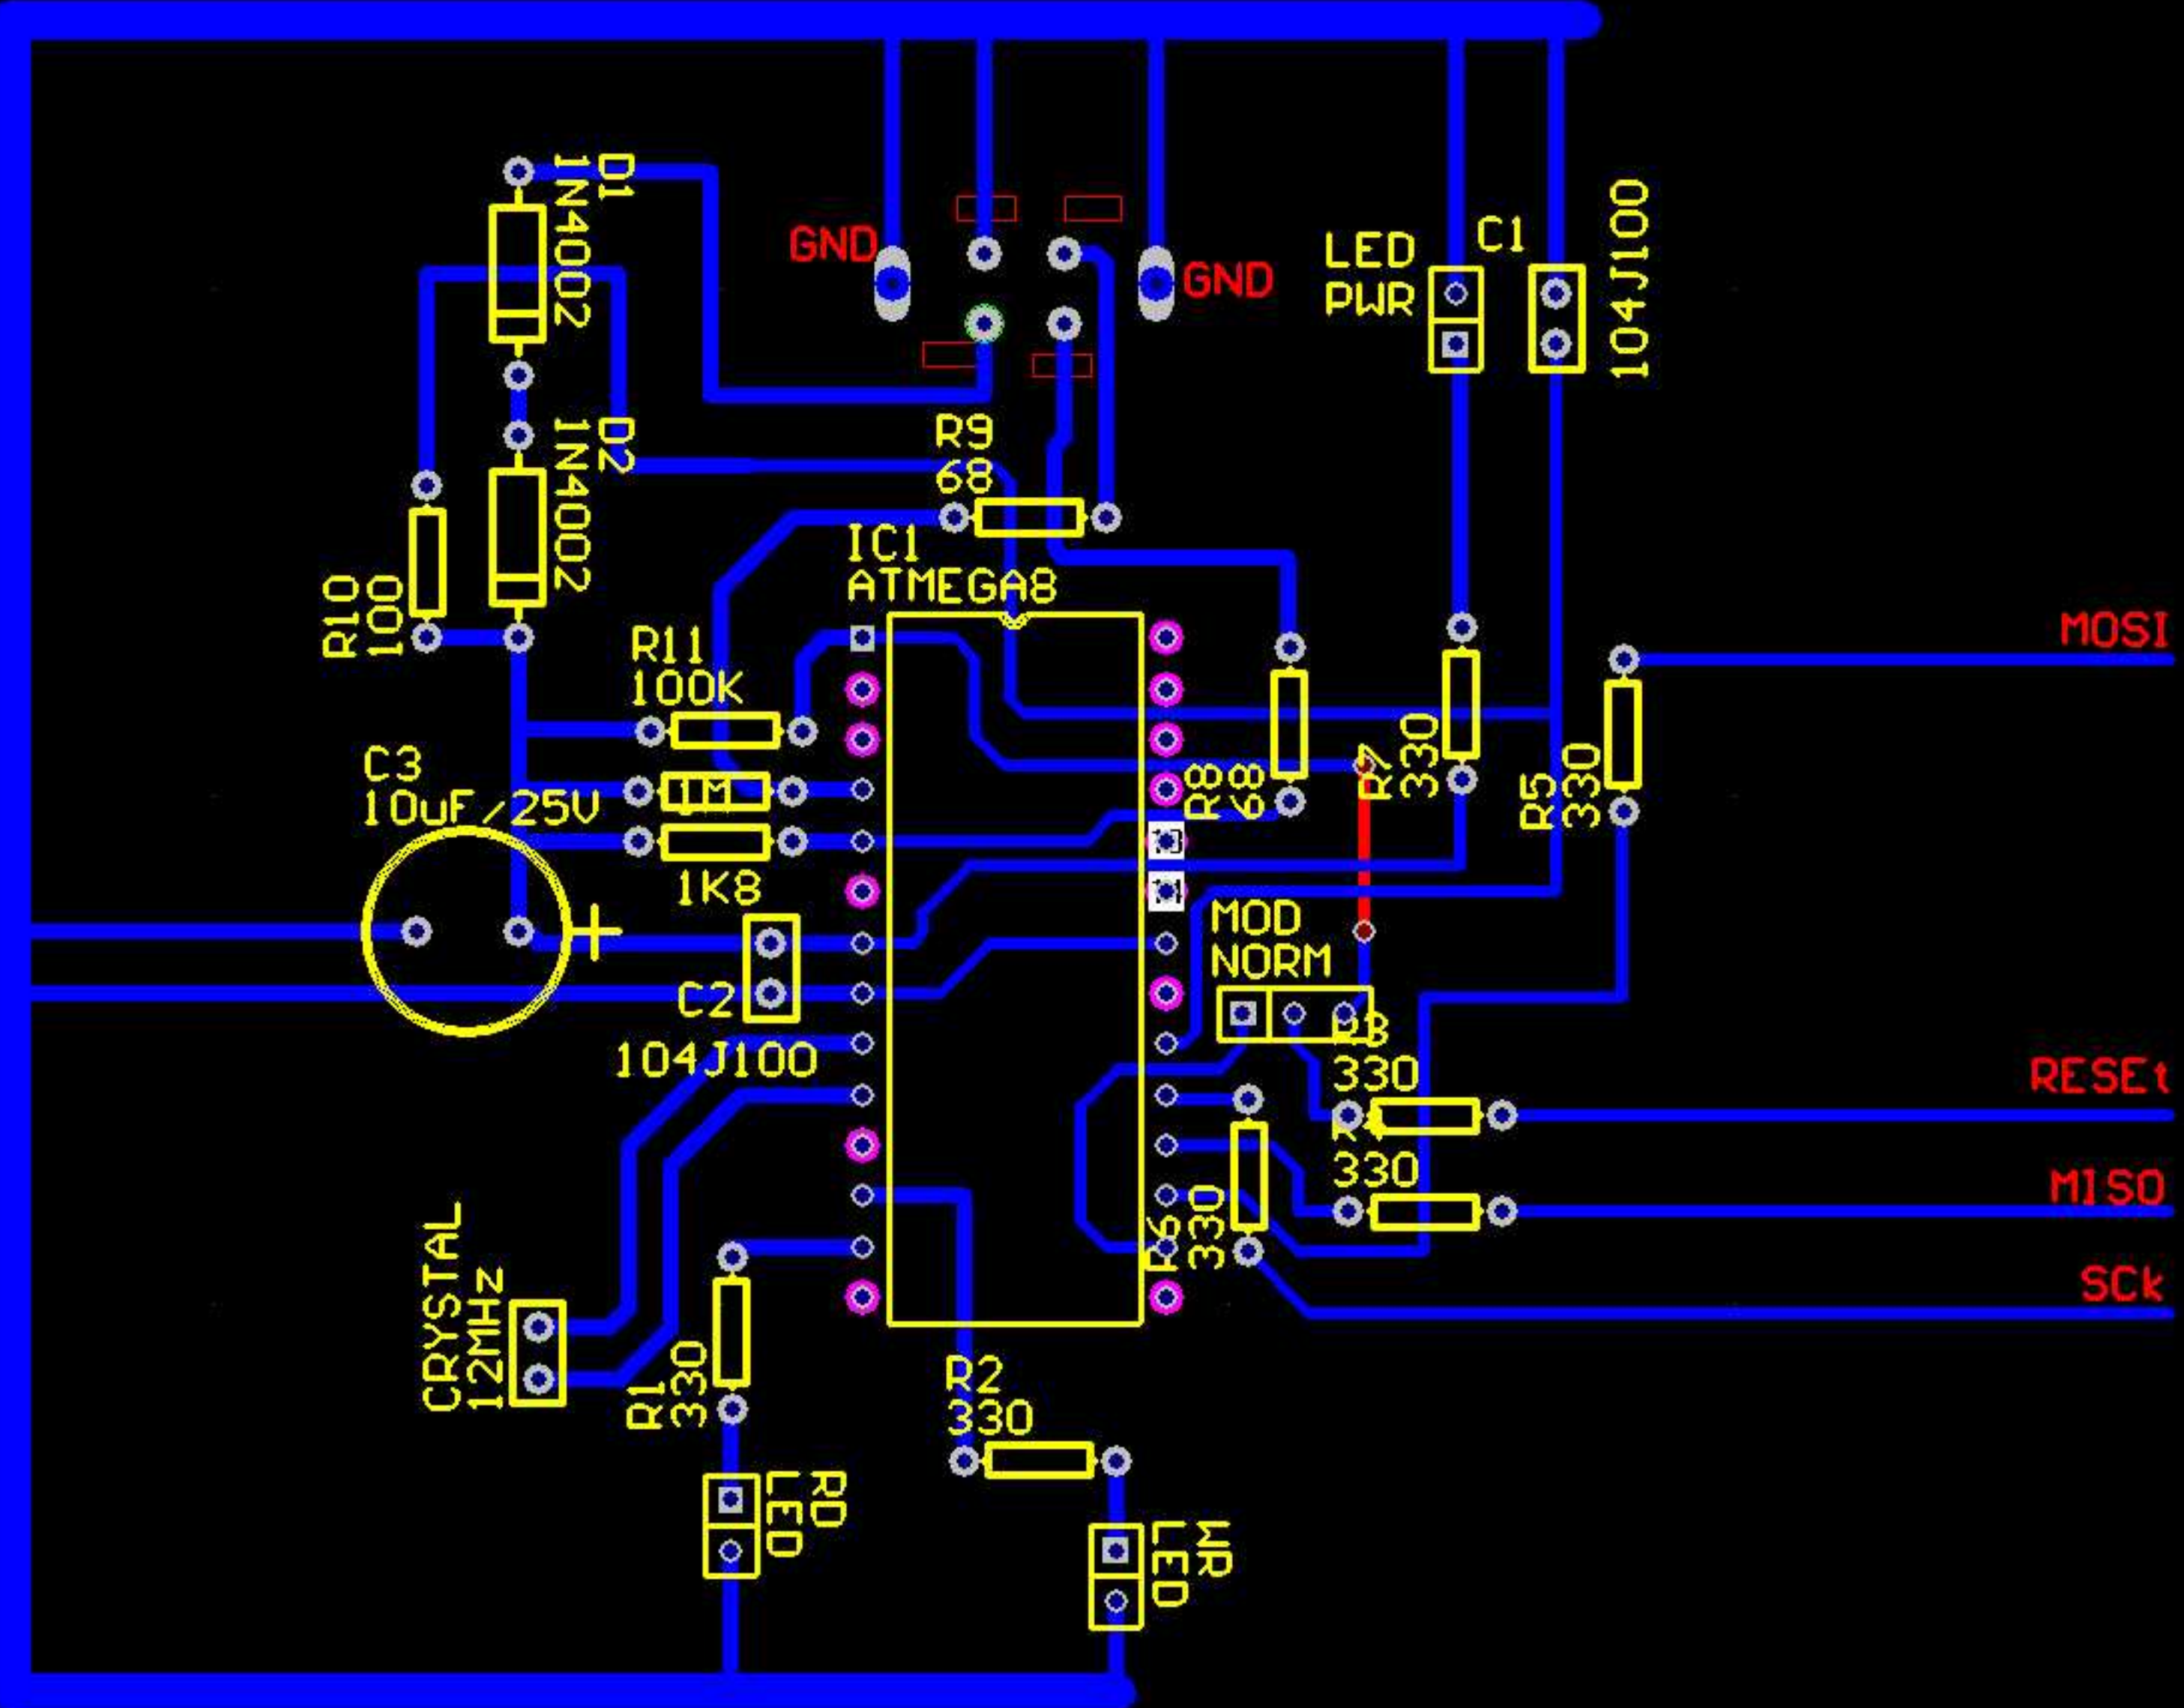 D1
1N4002
GND
GND
LED
PWR
C1
104J100
D2
1N4002
R9
68
IC1
ATMEGA8
R10
100
R11
100K
MOSI
C3
10uF/25V
1M
R8
68
R7
330
R5
330
1K8
MOD
NORM
C2
104J100
R3
330
RESEt
330
MISO
R6
330
SCk
CRYSTAL
12MHz
R1
330
R2
330
RD
LED
WR
LED